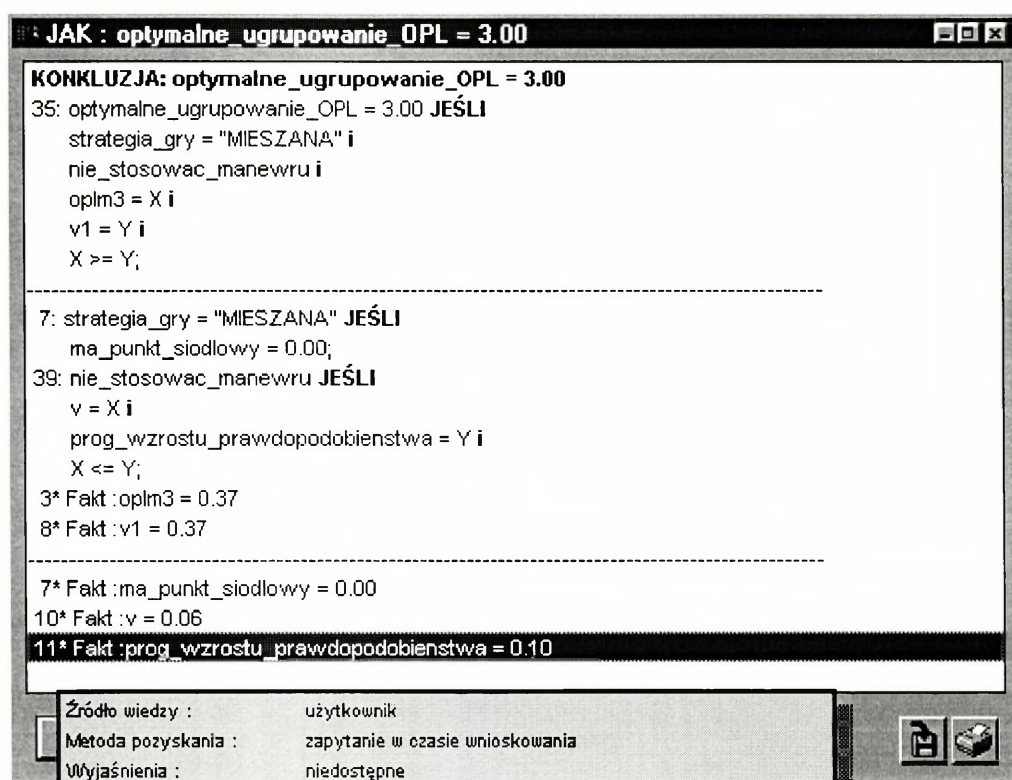 JAK : optymalne_ugrupowanie_OPL = 3.00
KONKLUZJA: optymalne_ugrupowanie_OPL = 3.00
35: optymalne_ugrupowanie_OPL = 3.00 JEŚLI
strategia_gry = "MIESZANA" i
nie_stosowac_manewru i
oplm3 = X i
v1 = Y i
X >= Y;
7: strategia_gry = "MIESZANA" JEŚLI
ma_punkt_siodlowy = 0.00;
39: nie_stosowac_manewru JEŚLI
v = X i
prog_wzrostu_prawdopodobienstwa = Y i
X <= Y;
3* Fakt :oplm3 = 0.37
8* Fakt :v1 = 0.37
7* Fakt :ma_punkt_siodlowy = 0.00
10* Fakt :v = 0.06
11* Fakt :prog_wzrostu_prawdopodobienstwa = 0.10
Źródło wiedzy : użytkownik
Metoda pozyskania : zapytanie w czasie wnioskowania
Wyjaśnienia : niedostępne